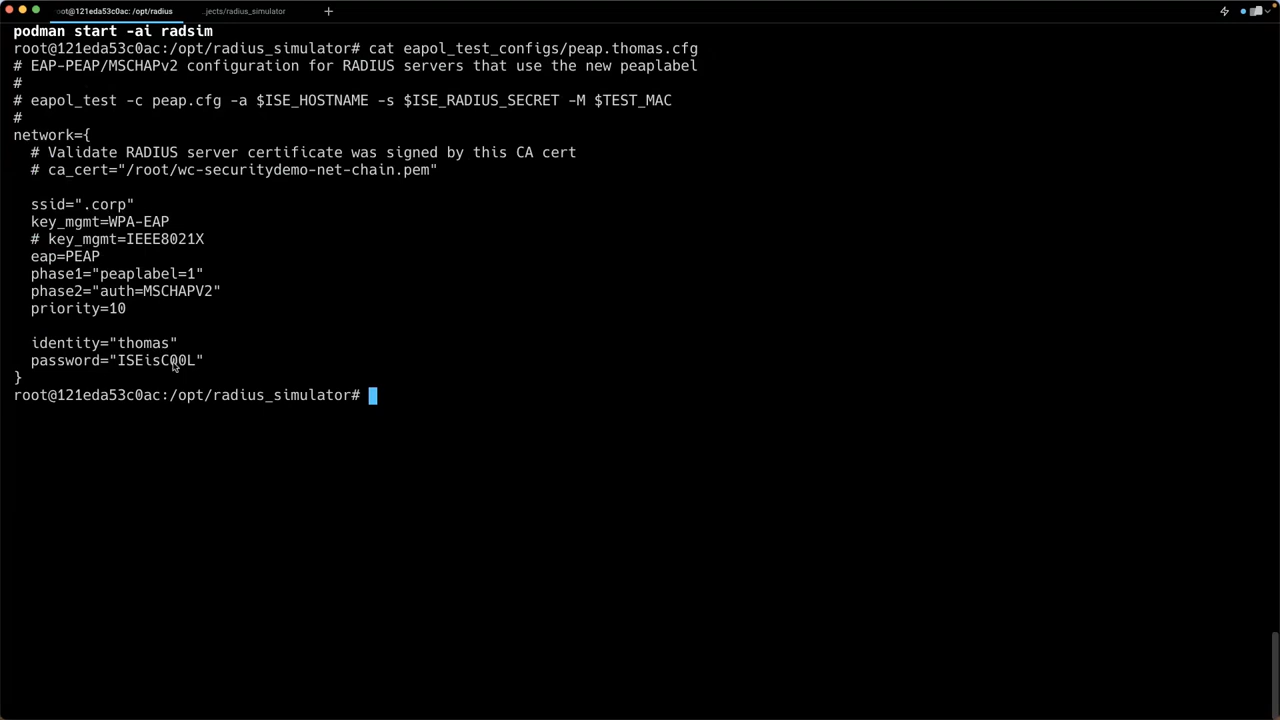 oot@121eda53c0ac: /opt/radius
..jects/radius_simulator
+
podman start -ai radsim
root@121eda53c0ac:/opt/radius_simulator# cat eapol_test_configs/peap.thomas.cfg
# EAP-PEAP/MSCHAPv2 configuration for RADIUS servers that use the new peaplabel
#
# eapol_test -c peap.cfg -a $ISE_HOSTNAME -s $ISE_RADIUS_SECRET -M $TEST_MAC
#
network={
# Validate RADIUS server certificate was signed by this CA cert
# ca_cert="/root/wc-securitydemo-net-chain.pem"
ssid=".corp"
key_mgmt=WPA-EAP
# key_mgmt=IEEE8021X
eap=PEAP
phase1="peaplabel=1"
phase2="auth=MSCHAPV2"
priority=10
identity="thomas"
password="ISEisC00L"
}
root@121eda53c0ac:/opt/radius_simulator#